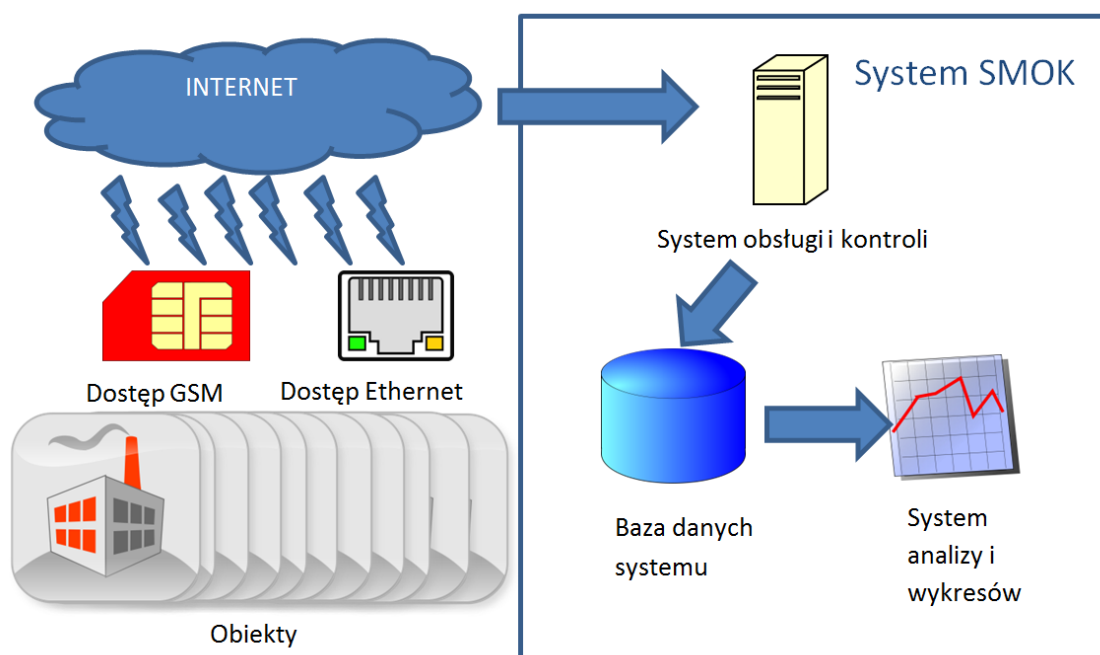 INTERNET
System SMOK
System obsługi i kontroli
Dostęp GSM
Dostęp Ethernet
Baza danych
systemu
System
analizy i
wykresów
Obiekty